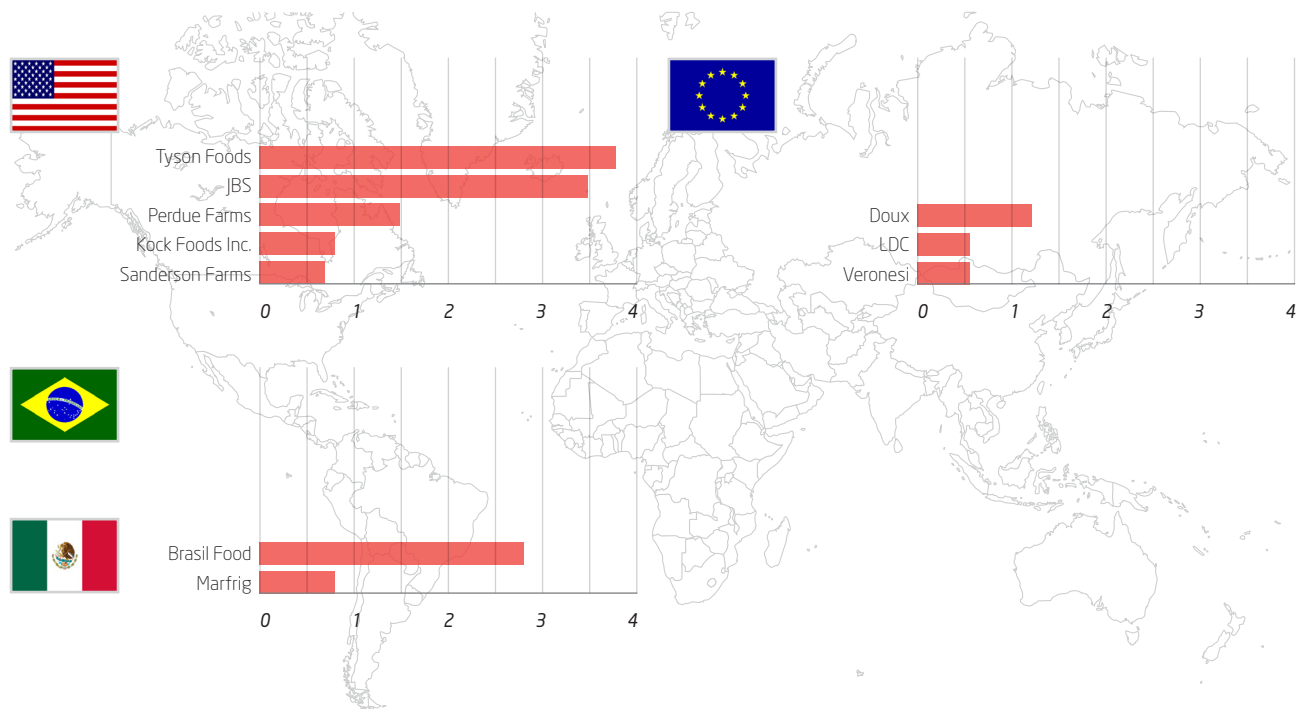 Tyson Foods
JBS
Perdue Farms
Kock Foods Inc.
Sanderson Farms
0 1 2 3 4
Doux
LDC
Veronesi
0 1 2 3 4
Brasil Food
Marfrig
0 1 2 3 4